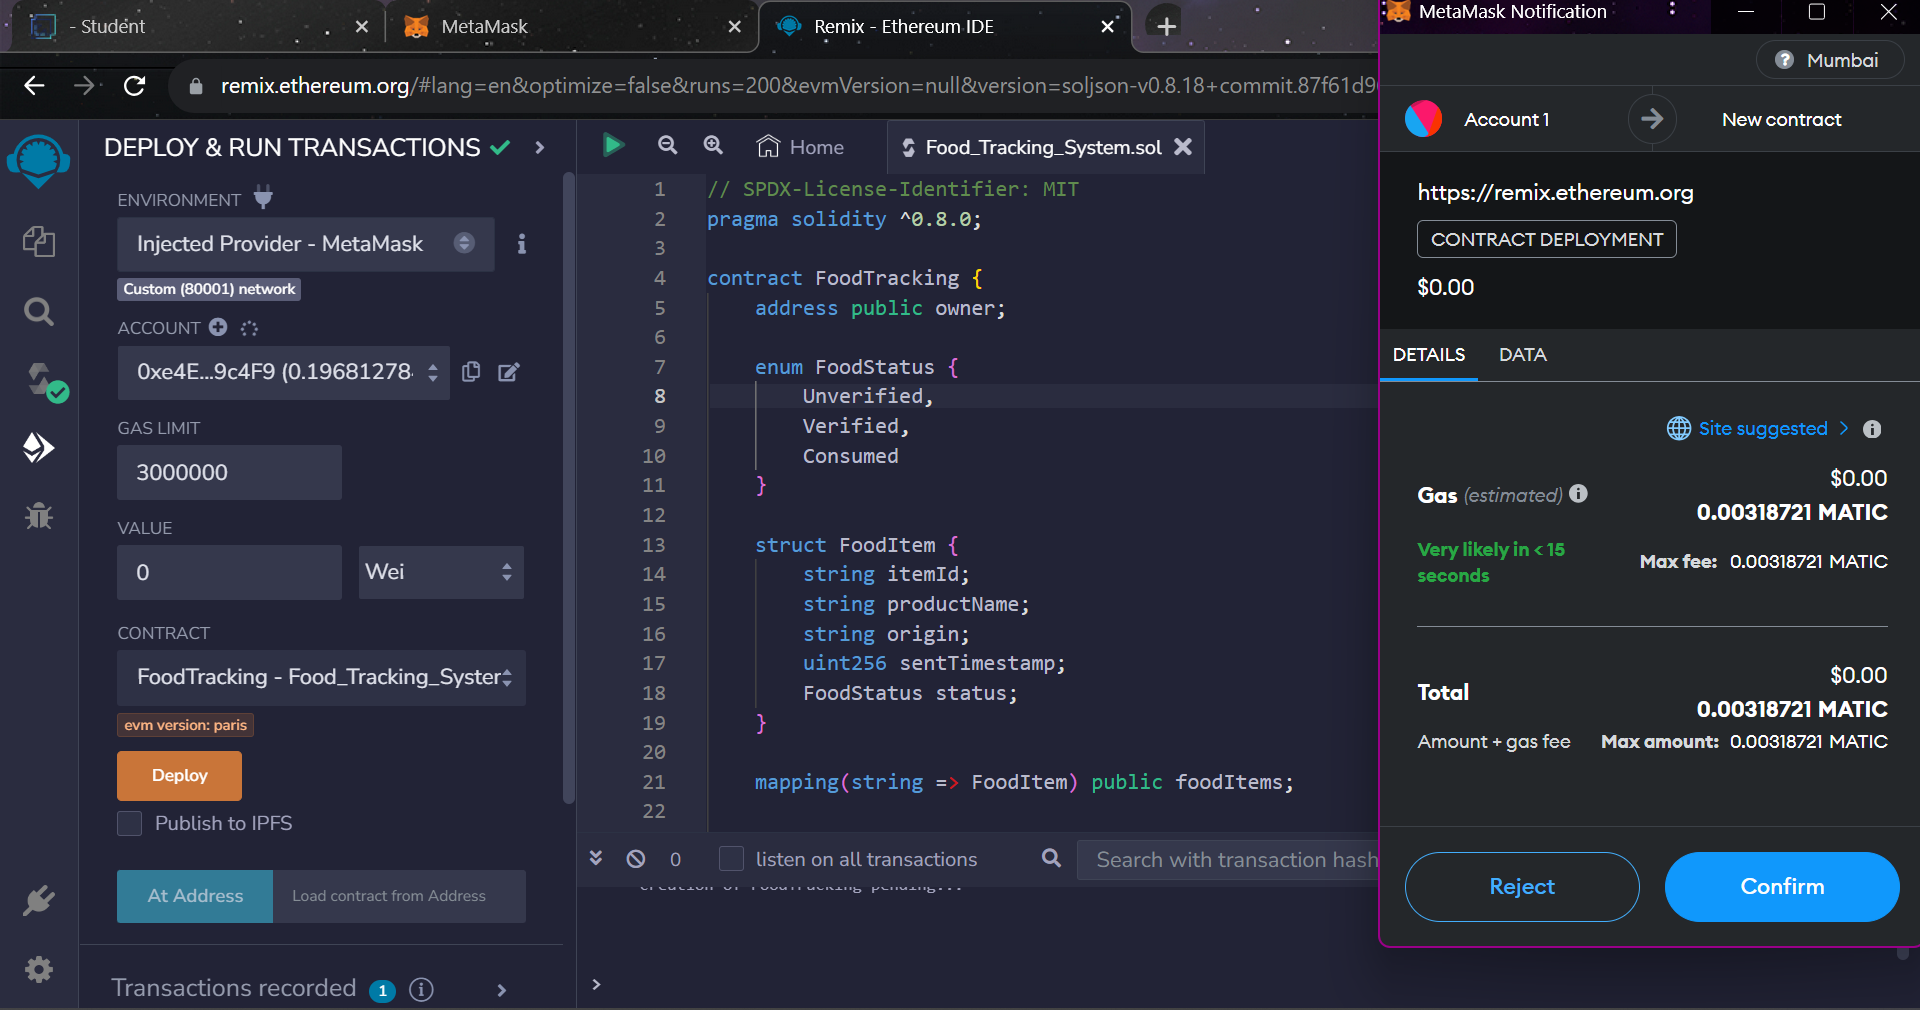 - Student
MetaMask
Remix - Ethereum IDE
remix.ethereum.org/#lang=en&optimize=false&runs=200&evmVersion=null&version=soljson-v0.8.18+commit.87f61d9
DEPLOY & RUN TRANSACTIONS
ENVIRONMENT
Injected Provider - MetaMask
Custom (80001) network
ACCOUNT
0xe4E...9c4F9 (0.19681278
GAS LIMIT
3000000
VALUE
0
Wei
CONTRACT
FoodTracking - Food_Tracking_System
evm version: paris
Deploy
Publish to IPFS
At Address
Load contract from Address
Transactions recorded 1
Home
Food_Tracking_System.sol
1 // SPDX-License-Identifier: MIT
2 pragma solidity ^0.8.0;
3
4 contract FoodTracking {
5 address public owner;
6
7 enum FoodStatus {
8 Unverified,
9 Verified,
10 Consumed
11 }
12
13 struct FoodItem {
14 string itemId;
15 string productName;
16 string origin;
17 uint256 sentTimestamp;
18 FoodStatus status;
19 }
20
21 mapping(string => FoodItem) public foodItems;
22
0
listen on all transactions
Search with transaction hash
creation of FoodTracking pending...
>
MetaMask Notification
Mumbai
Account 1
New contract
https://remix.ethereum.org
CONTRACT DEPLOYMENT
$0.00
DETAILS
DATA
Site suggested >
Gas (estimated)
$0.00
0.00318721 MATIC
Very likely in < 15
seconds
Max fee: 0.00318721 MATIC
Total
$0.00
0.00318721 MATIC
Amount + gas fee
Max amount: 0.00318721 MATIC
Reject
Confirm